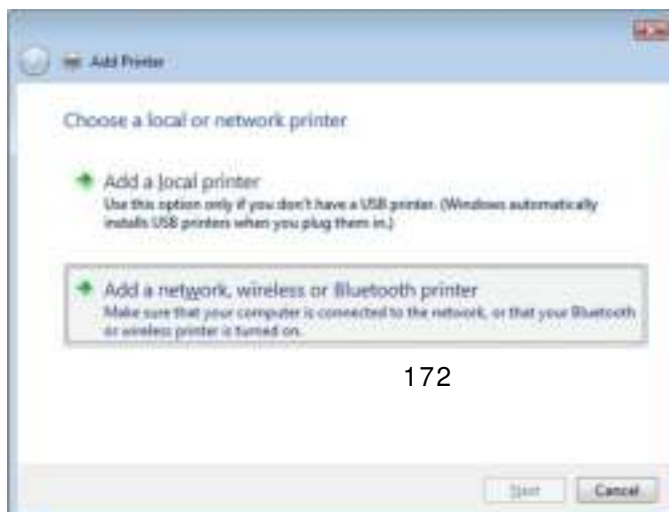 Add Printer
Choose a local or network printer
Add a local printer
Use this option only if you don't have a USB printer. (Windows automatically
installs USB printers when you plug them in.)
Add a network, wireless or Bluetooth printer
Make sure that your computer is connected to the network, or that your Bluetooth
or wireless printer is turned on.
172
Next
Cancel